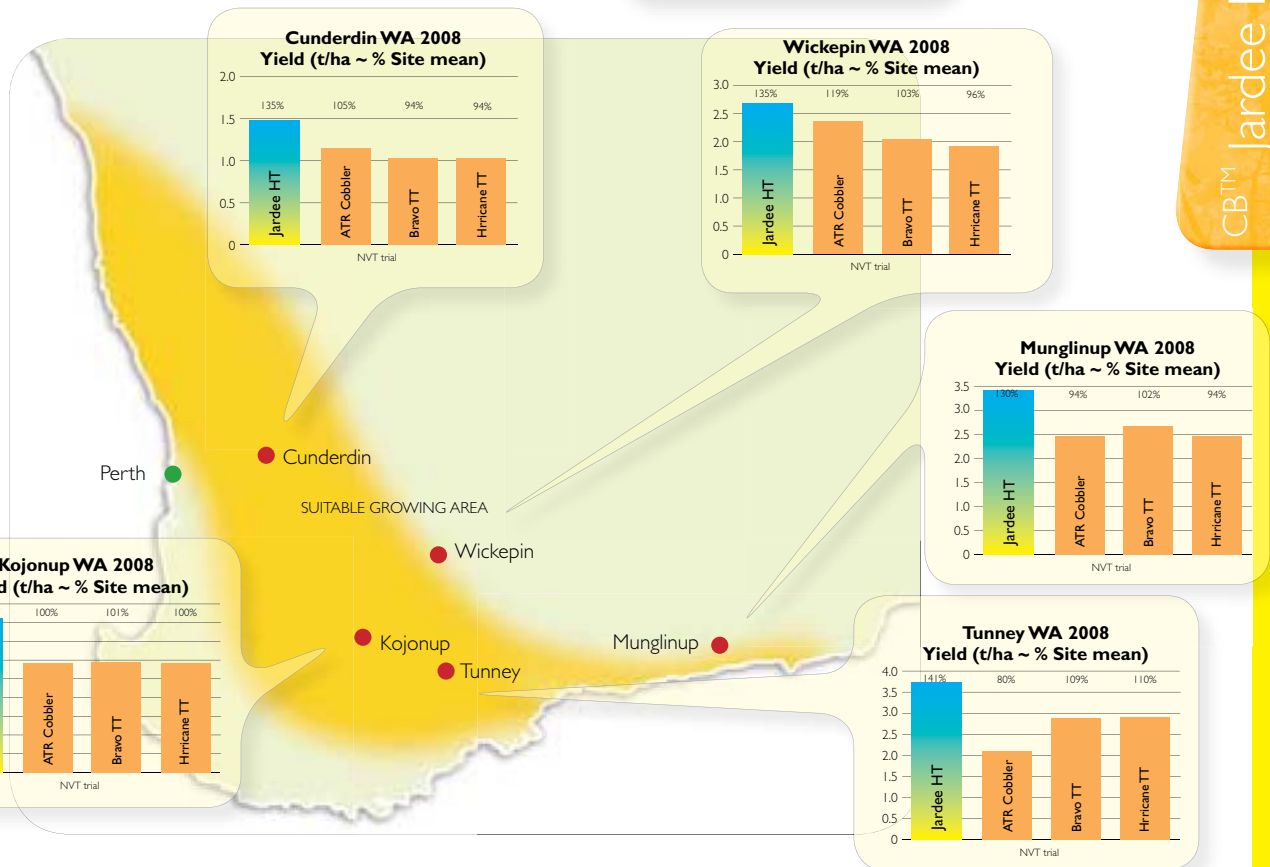 Cunderdin WA 2008
Yield (t/ha ~ % Site mean)
2.0
1.5
1.0
0.5
0
135% 105% 94% 94%
Jardee HT
ATR Cobbler
Bravo TT
Hrricane TT
NVT trial
Wickepin WA 2008
Yield (t/ha ~ % Site mean)
3.0
2.5
2.0
1.5
1.0
0.5
0
135% 119% 103% 96%
Jardee HT
ATR Cobbler
Bravo TT
Hrricane TT
NVT trial
CB™ Jardee
Munglinup WA 2008
Yield (t/ha ~ % Site mean)
3.5
3.0
2.5
2.0
1.5
1.0
0.5
0
130% 94% 102% 94%
Jardee HT
ATR Cobbler
Bravo TT
Hrricane TT
NVT trial
Perth
Cunderdin
SUITABLE GROWING AREA
Wickepin
Kojonup
Tunney
Munglinup
Kojonup WA 2008
(t/ha ~ % Site mean)
100% 101% 100%
ATR Cobbler
Bravo TT
Hrricane TT
NVT trial
Tunney WA 2008
Yield (t/ha ~ % Site mean)
4.0
3.5
3.0
2.5
2.0
1.5
1.0
0.5
0
141% 80% 109% 110%
Jardee HT
ATR Cobbler
Bravo TT
Hrricane TT
NVT trial